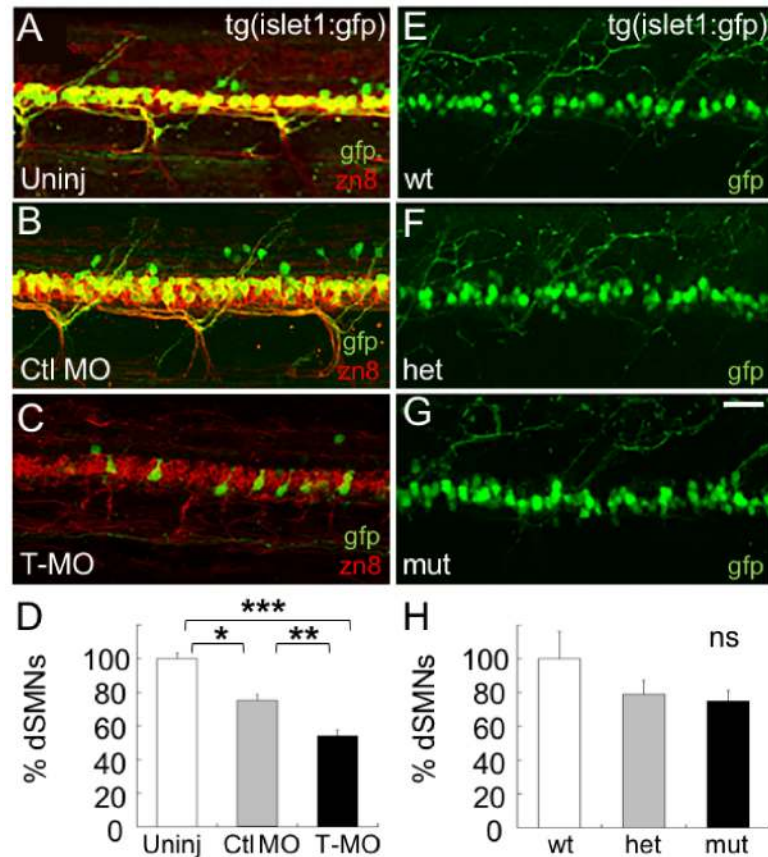 A tg(islet1:gfp)
gfp
Uninj zn8
B
gfp
Ctl MO zn8
C
gfp
T-MO zn8
E tg(islet1:gfp)
wt gfp
F
het gfp
G
mut gfp
D
***
* **
% dSMNs
100
80
60
40
20
0
Uninj Ctl MO T-MO
H
ns
% dSMNs
100
80
60
40
20
0
wt het mut